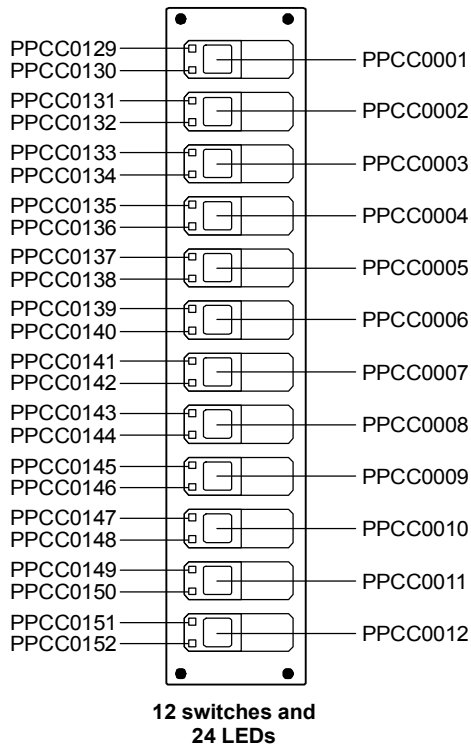 PPCC0129
PPCC0130
PPCC0001
PPCC0131
PPCC0132
PPCC0002
PPCC0133
PPCC0134
PPCC0003
PPCC0135
PPCC0136
PPCC0004
PPCC0137
PPCC0138
PPCC0005
PPCC0139
PPCC0140
PPCC0006
PPCC0141
PPCC0142
PPCC0007
PPCC0143
PPCC0144
PPCC0008
PPCC0145
PPCC0146
PPCC0009
PPCC0147
PPCC0148
PPCC0010
PPCC0149
PPCC0150
PPCC0011
PPCC0151
PPCC0152
PPCC0012
12 switches and
24 LEDs